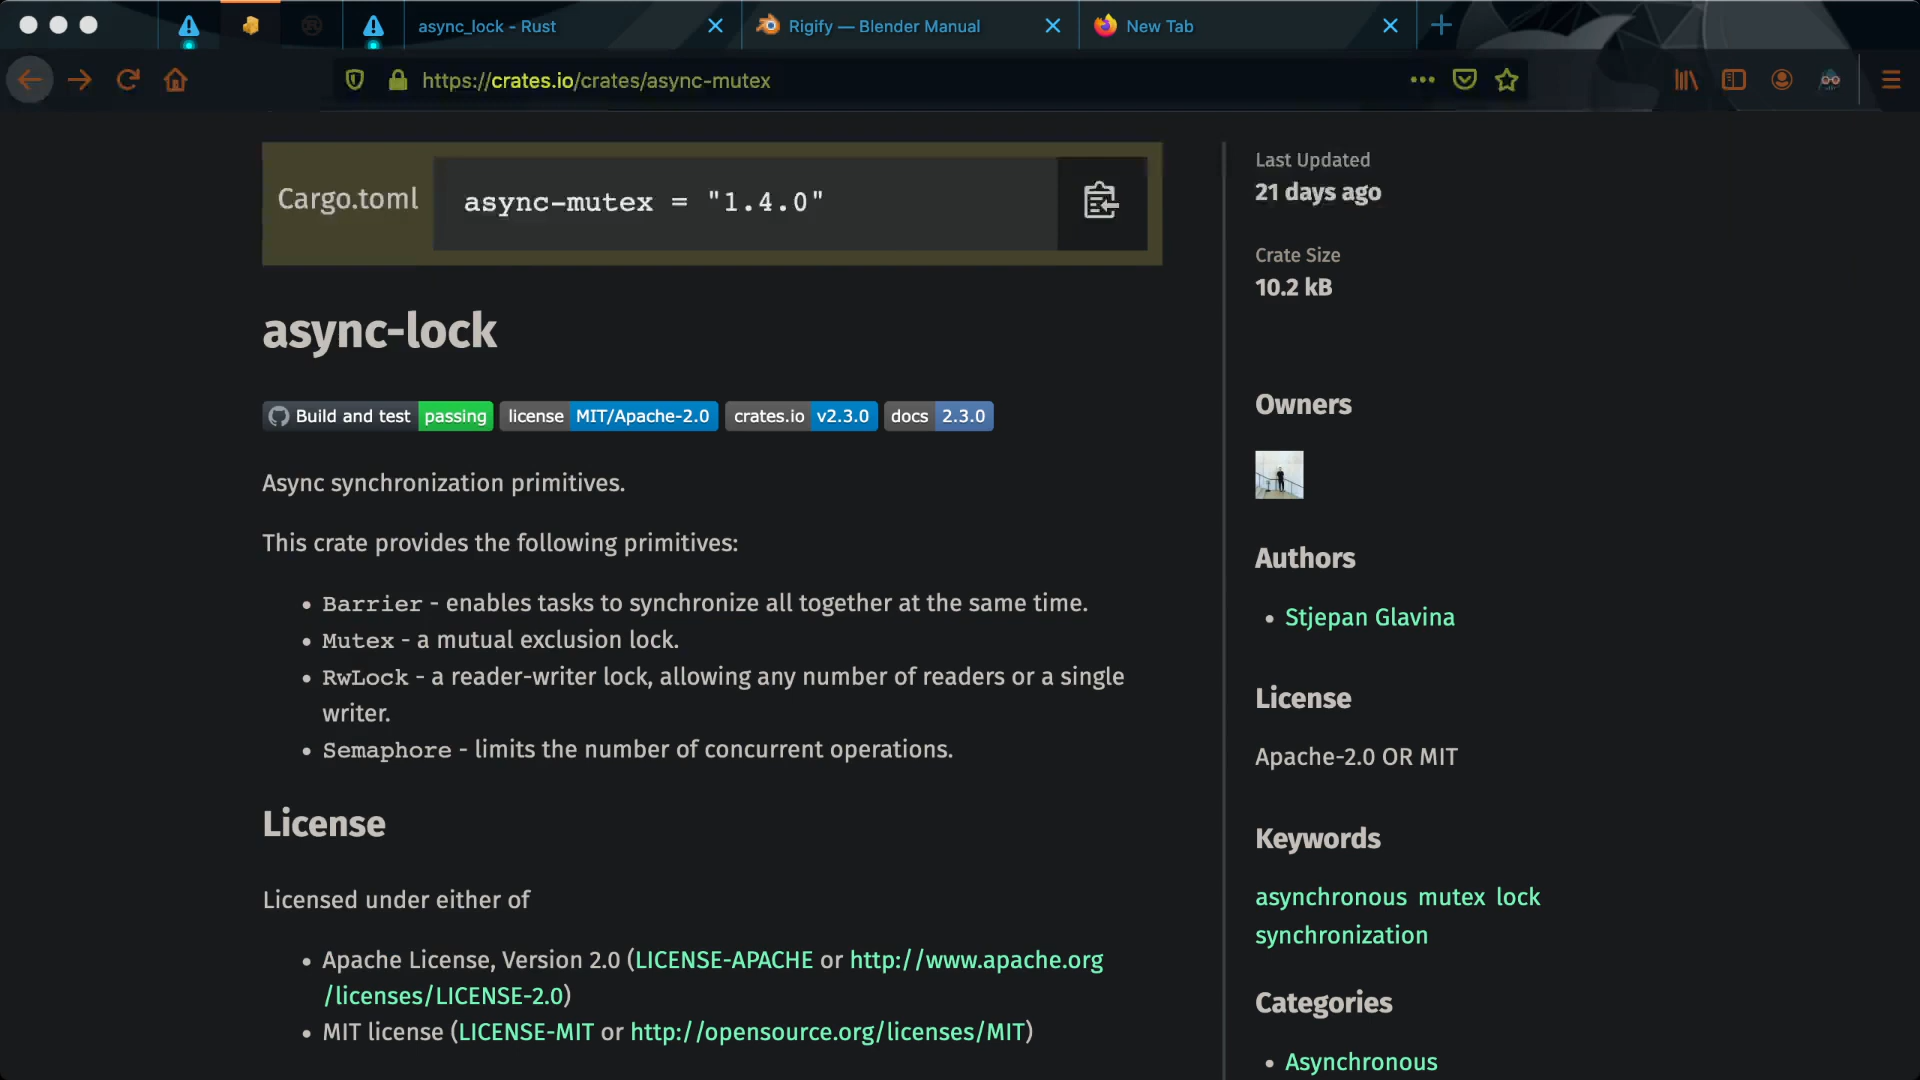 async_lock - Rust
Rigify — Blender Manual
New Tab
https://crates.io/crates/async-mutex
Cargo.toml
async-mutex = "1.4.0"
async-lock
Build and test passing license MIT/Apache-2.0 crates.io v2.3.0 docs 2.3.0
Async synchronization primitives.
This crate provides the following primitives:
Barrier - enables tasks to synchronize all together at the same time.
Mutex - a mutual exclusion lock.
RwLock - a reader-writer lock, allowing any number of readers or a single
writer.
Semaphore - limits the number of concurrent operations.
License
Licensed under either of
Apache License, Version 2.0 (LICENSE-APACHE or http://www.apache.org
/licenses/LICENSE-2.0)
MIT license (LICENSE-MIT or http://opensource.org/licenses/MIT)
Last Updated
21 days ago
Crate Size
10.2 kB
Owners
Authors
Stjepan Glavina
License
Apache-2.0 OR MIT
Keywords
asynchronous mutex lock
synchronization
Categories
Asynchronous